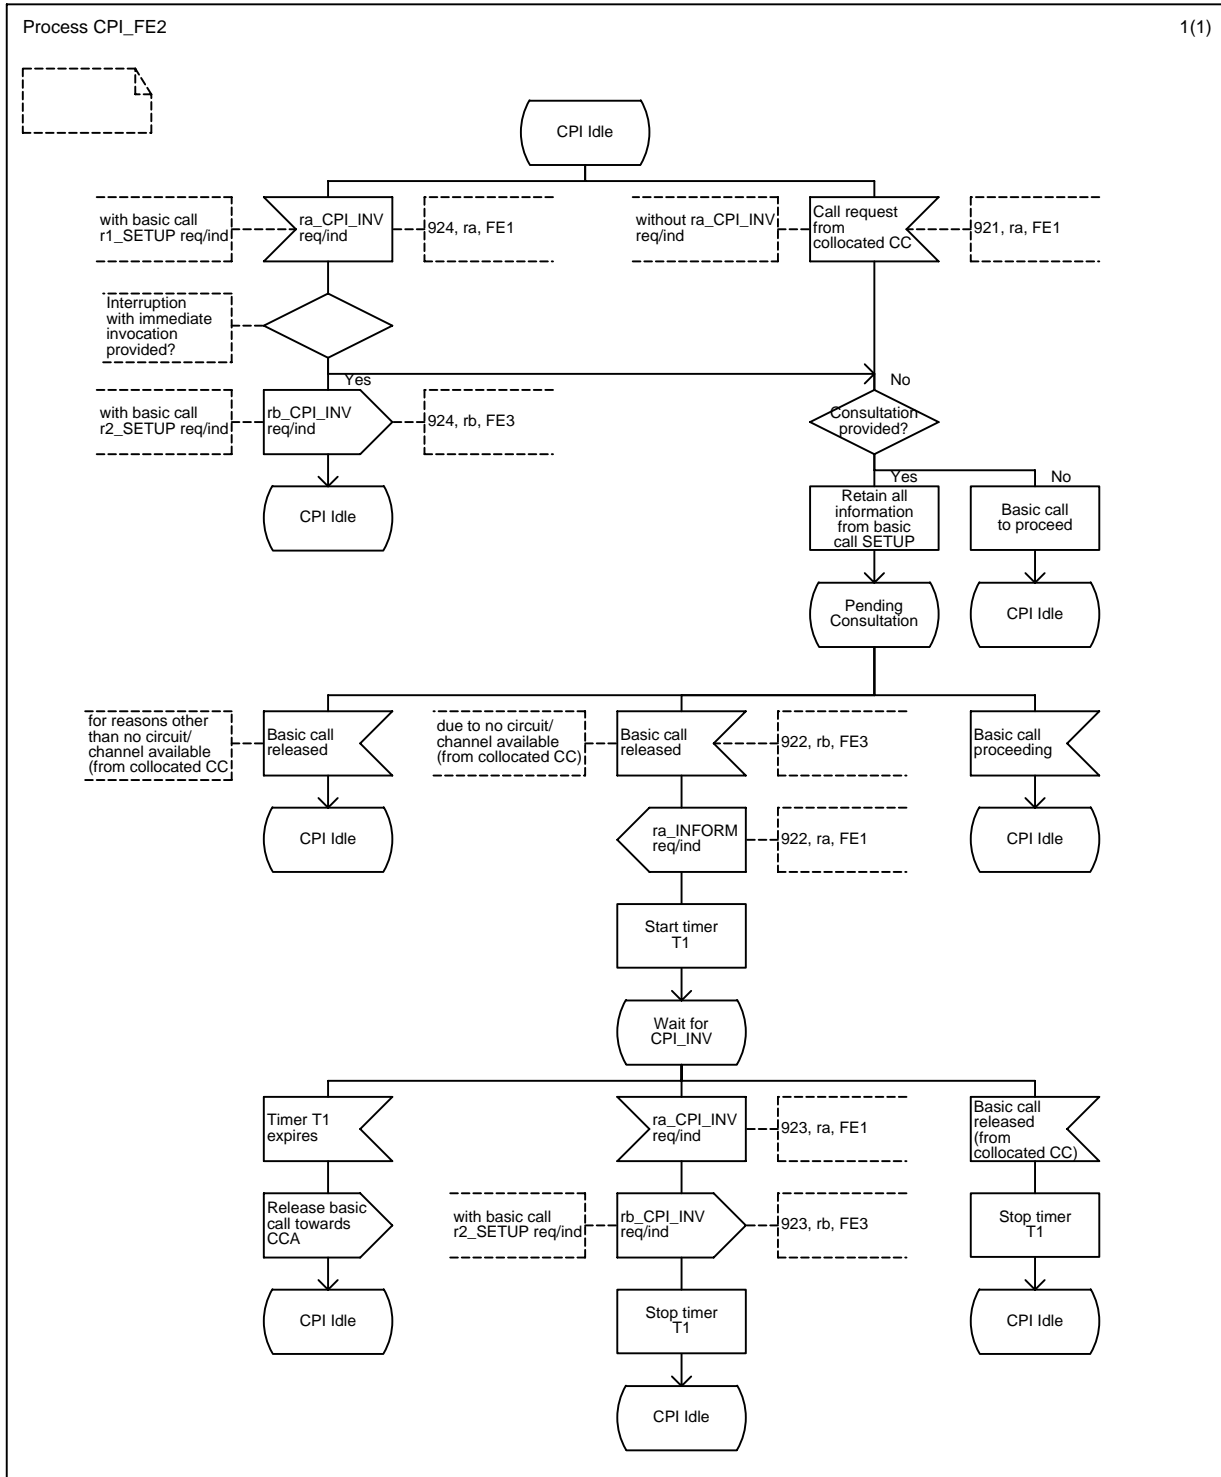 Process CPI_FE2
1(1)
CPI Idle
with basic call
r1_SETUP req/ind
ra_CPI_INV
req/ind
924, ra, FE1
without ra_CPI_INV
req/ind
Call request
from
collocated CC
921, ra, FE1
Interruption
with immediate
invocation
provided?
Yes
No
with basic call
r2_SETUP req/ind
rb_CPI_INV
req/ind
924, rb, FE3
Consultation
provided?
Yes
No
CPI Idle
Retain all
information
from basic
call SETUP
Basic call
to proceed
Pending
Consultation
CPI Idle
for reasons other
than no circuit/
channel available
(from collocated CC
Basic call
released
due to no circuit/
channel available
(from collocated CC)
Basic call
released
922, rb, FE3
Basic call
proceeding
CPI Idle
ra_INFORM
req/ind
922, ra, FE1
CPI Idle
Start timer
T1
Wait for
CPI_INV
Timer T1
expires
ra_CPI_INV
req/ind
923, ra, FE1
Basic call
released
(from
collocated CC)
Release basic
call towards
CCA
with basic call
r2_SETUP req/ind
rb_CPI_INV
req/ind
923, rb, FE3
Stop timer
T1
CPI Idle
Stop timer
T1
CPI Idle
CPI Idle